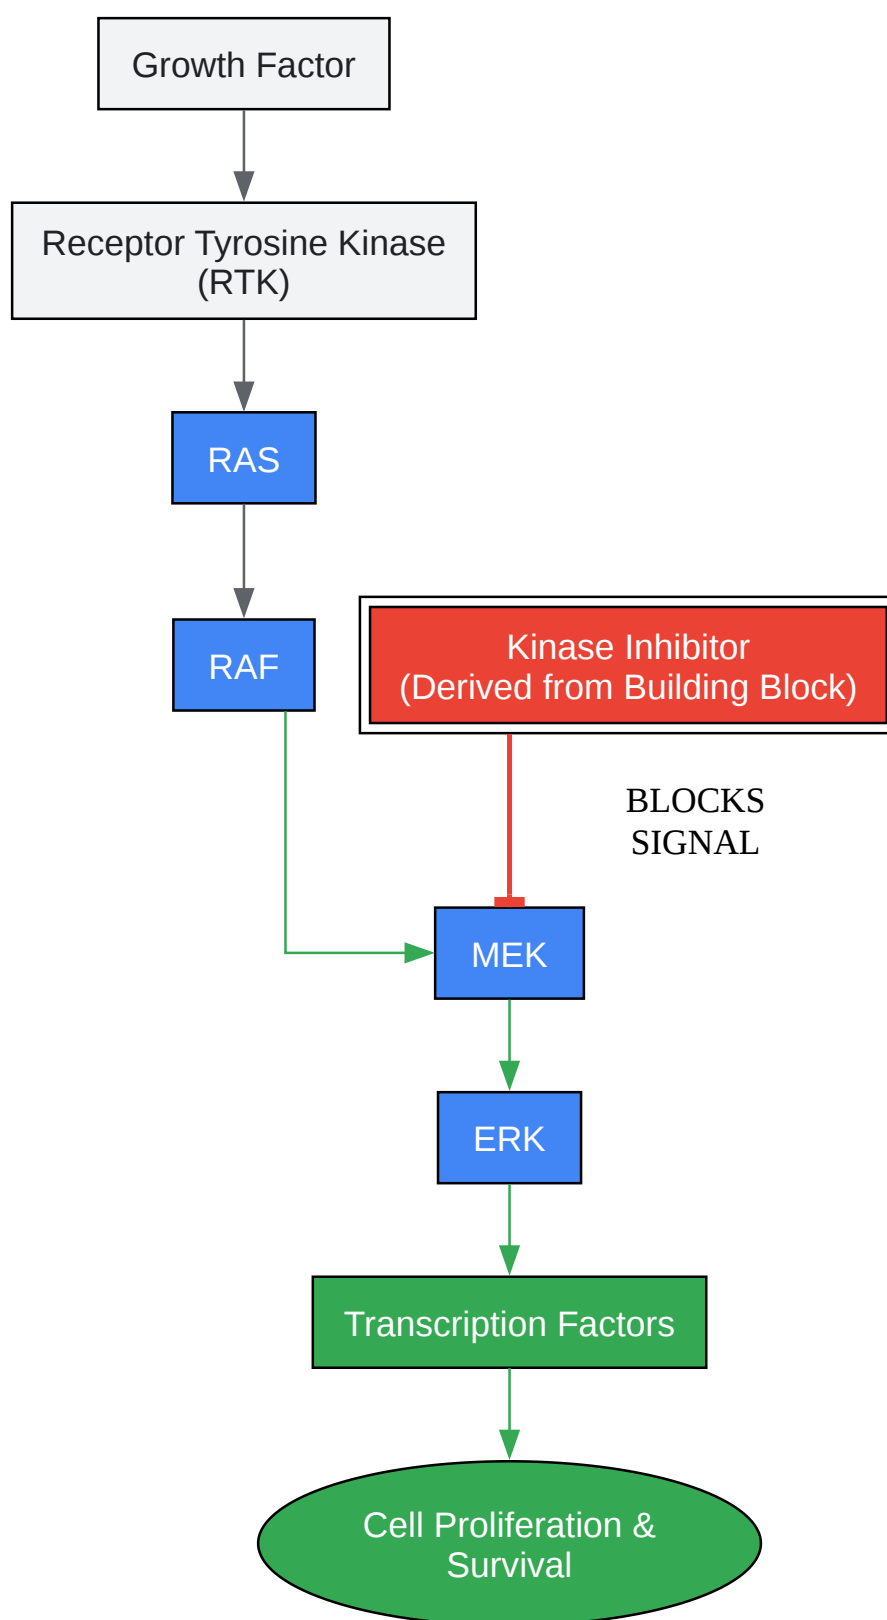 Growth Factor
Receptor Tyrosine Kinase
(RTK)
RAS
RAF
Kinase Inhibitor
(Derived from Building Block)
BLOCKS
SIGNAL
MEK
ERK
Transcription Factors
Cell Proliferation &
Survival